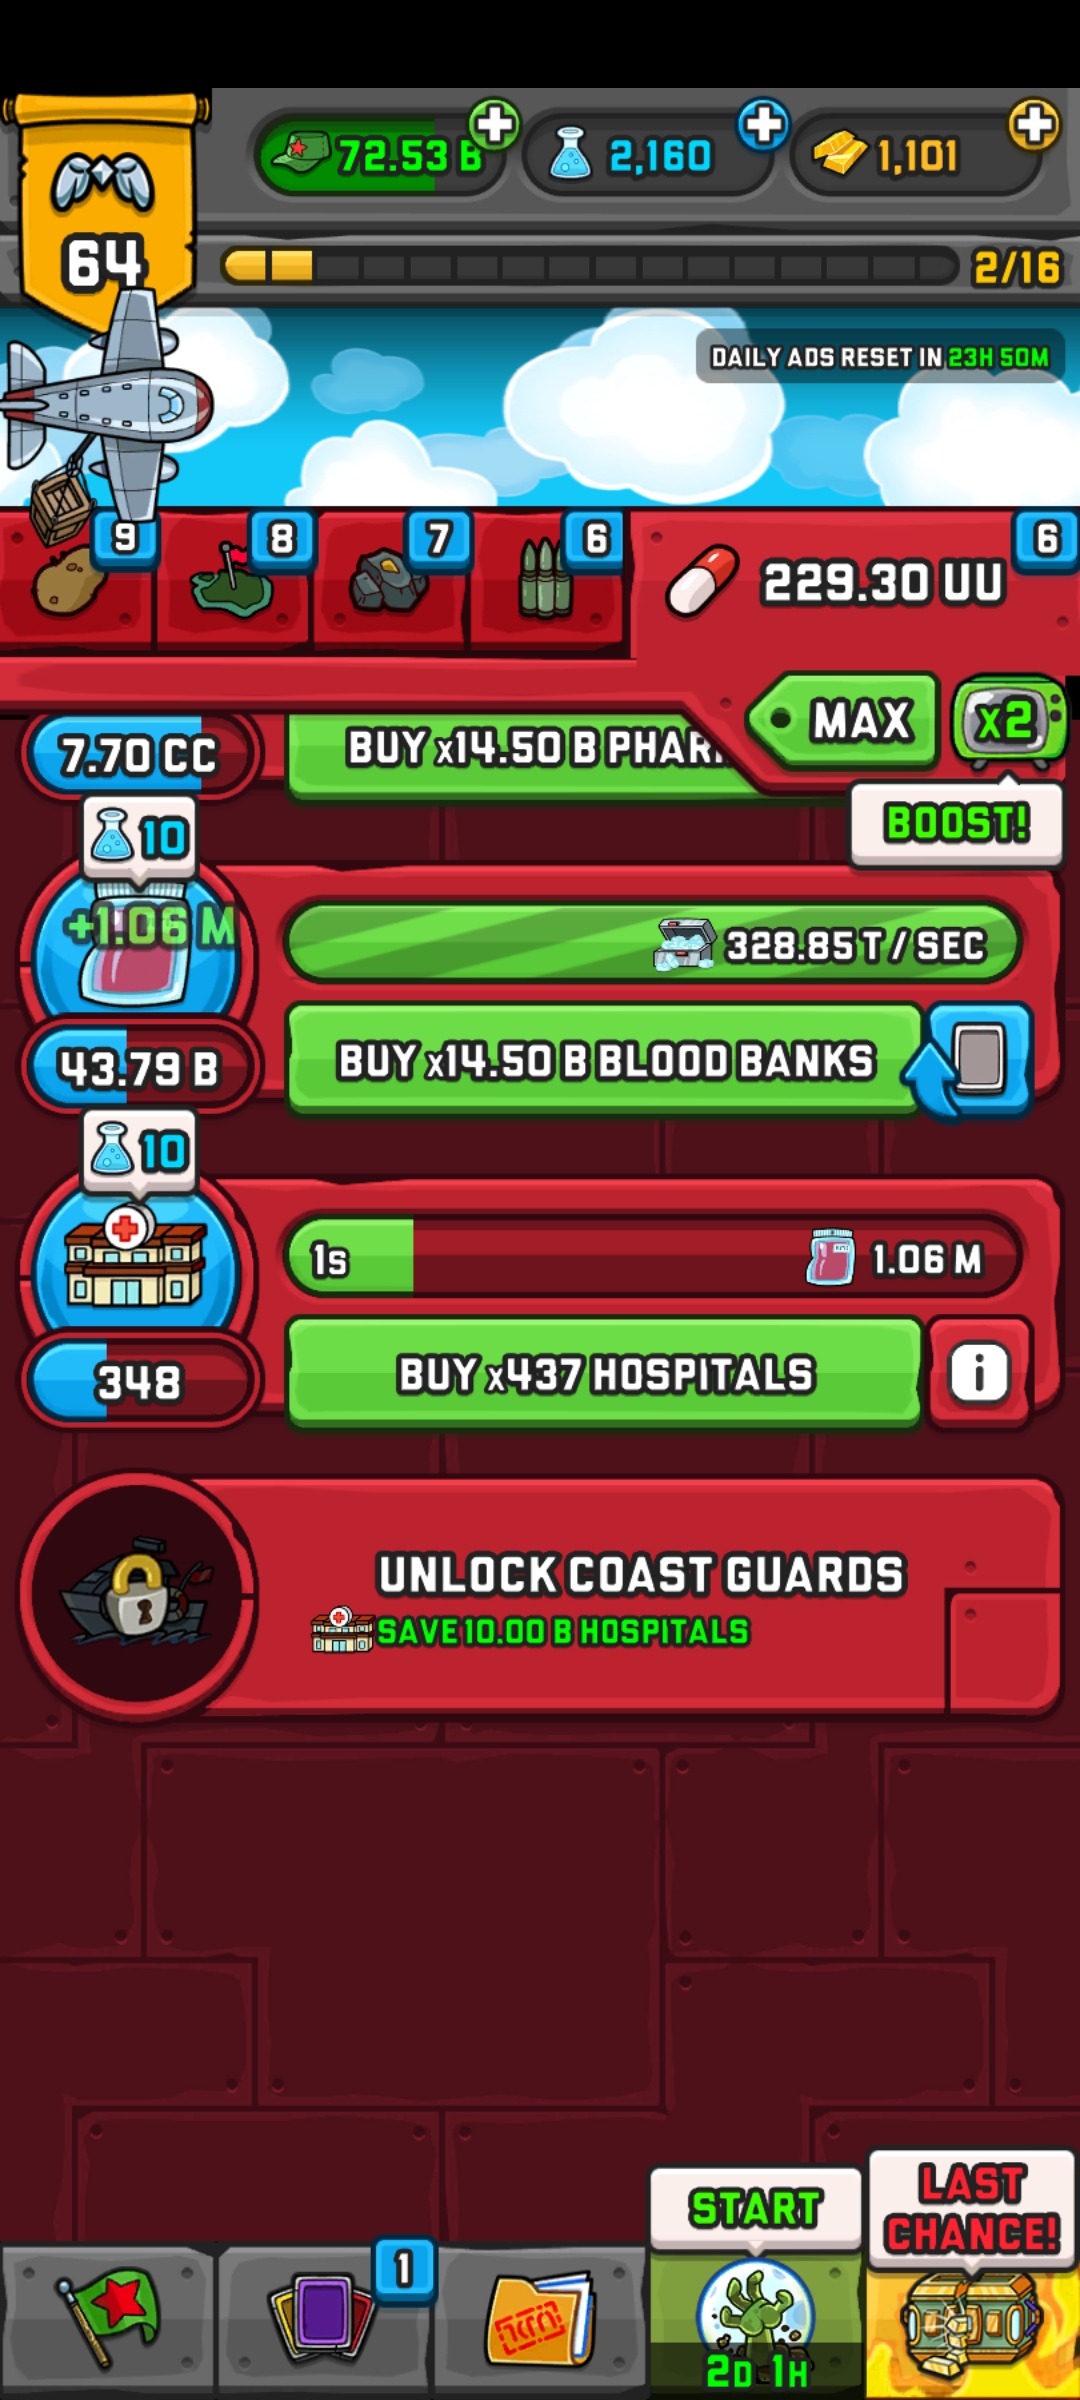 72.53 B
2,160
1,101
64
2/16
DAILY ADS RESET IN 23H 50M
9
8
7
6
229.30 UU
6
MAX
x2
BOOST!
7.70 CC
BUY x14.50 B PHAR
10
+1.06 M
328.85 T / SEC
43.79 B
BUY x14.50 B BLOOD BANKS
10
1s
1.06 M
348
BUY x437 HOSPITALS
i
UNLOCK COAST GUARDS
SAVE 10.00 B HOSPITALS
START
LAST
CHANCE!
1
2D 1H